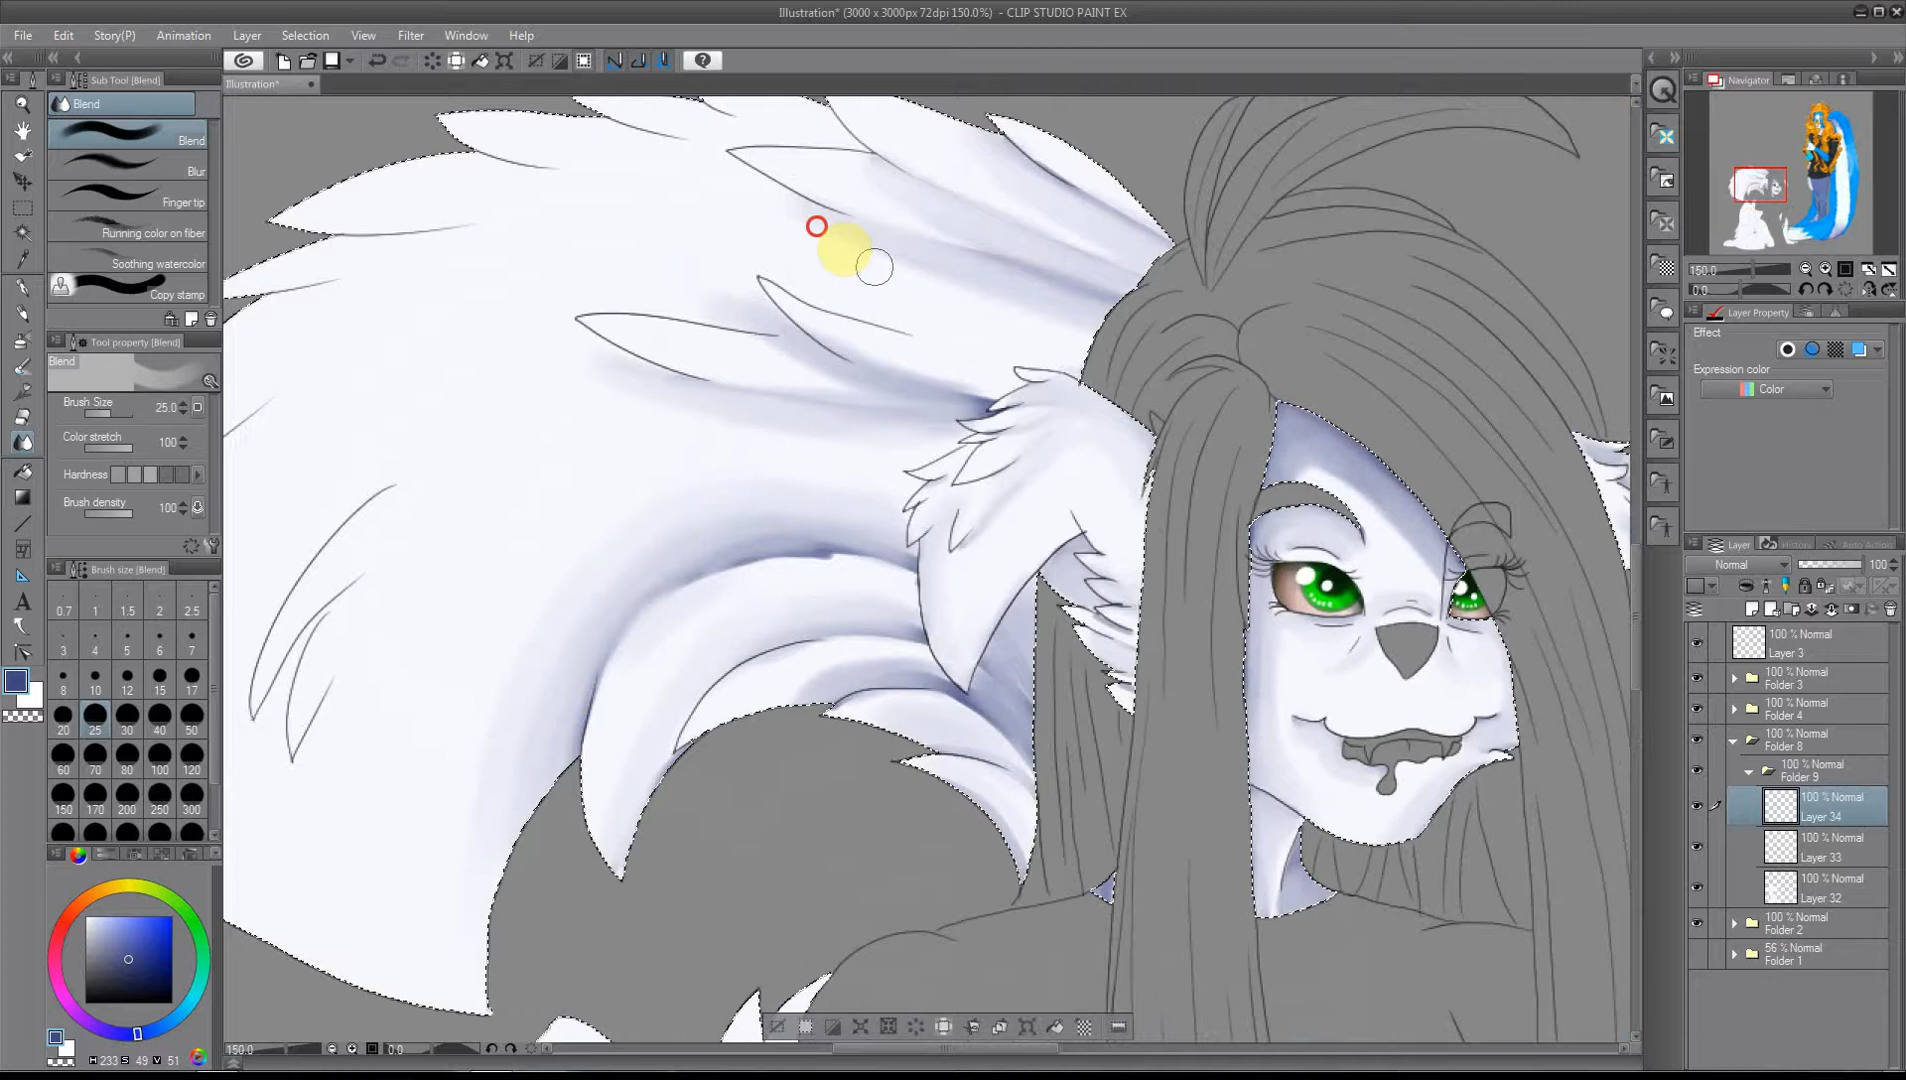 Illustration* (3000 x 3000px 72dpi 150.0%) - CLIP STUDIO PAINT EX
File Edit Story(P) Animation Layer Selection View Filter Window Help
Sub Tool [Blend]
Illustration*
Navigator
Blend
Blend
Blur
Finger tip
Running color on fiber
Soothing watercolor
Copy stamp
150.0
0.0
Layer Property
Effect
Expression color
Color
Tool property [Blend]
Blend
Brush Size 25.0
Color stretch 100
Hardness
Brush density 100
Layer History Auto Action
Normal 100
Brush size [Blend]
0.7 1 1.5 2 2.5
3 4 5 6 7
8 10 12 15 17
20 25 30 40 50
60 70 80 100 120
150 170 200 250 300
100 % Normal
Layer 3
100 % Normal
Folder 3
100 % Normal
Folder 4
100 % Normal
Folder 8
100 % Normal
Folder 9
100 % Normal
Layer 34
100 % Normal
Layer 33
100 % Normal
Layer 32
100 % Normal
Folder 2
56 % Normal
Folder 1
H 233 S 49 V 51
150.0 0.0